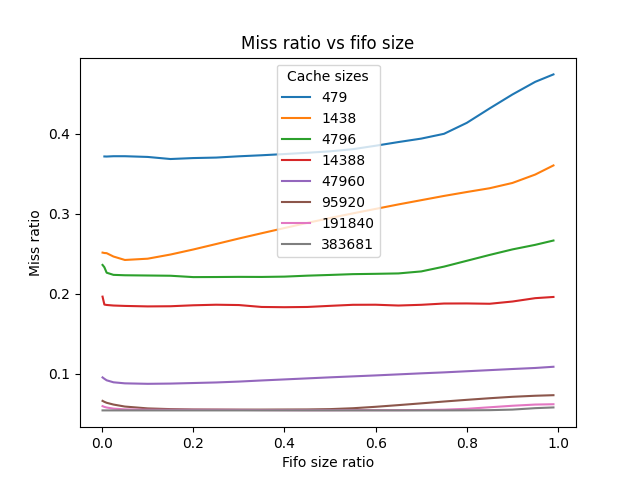 Miss ratio vs fifo size
Cache sizes
479
1438
4796
14388
47960
95920
191840
383681
Miss ratio
0.4
0.3
0.2
0.1
0.0 0.2 0.4 0.6 0.8 1.0
Fifo size ratio